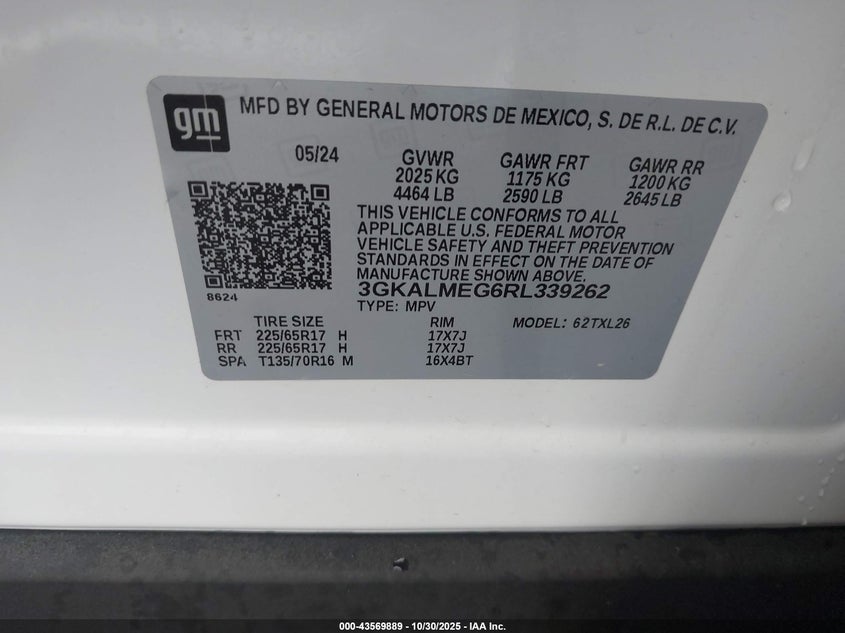 gm
MFD BY GENERAL MOTORS DE MEXICO, S. DE R.L. DE C.V.
05/24 GVWR GAWR FRT GAWR RR
2025 KG 1175 KG 1200 KG
4464 LB 2590 LB 2645 LB
THIS VEHICLE CONFORMS TO ALL
APPLICABLE U.S. FEDERAL MOTOR
VEHICLE SAFETY AND THEFT PREVENTION
STANDARDS IN EFFECT ON THE DATE OF
MANUFACTURE SHOWN ABOVE.
8624 3GKALMEG6RL339262
TYPE: MPV
TIRE SIZE RIM MODEL: 62TXL26
FRT 225/65R17 H 17X7J
RR 225/65R17 H 17X7J
SPA T135/70R16 M 16X4BT
000-43569889 - 10/30/2025 - IAA Inc.